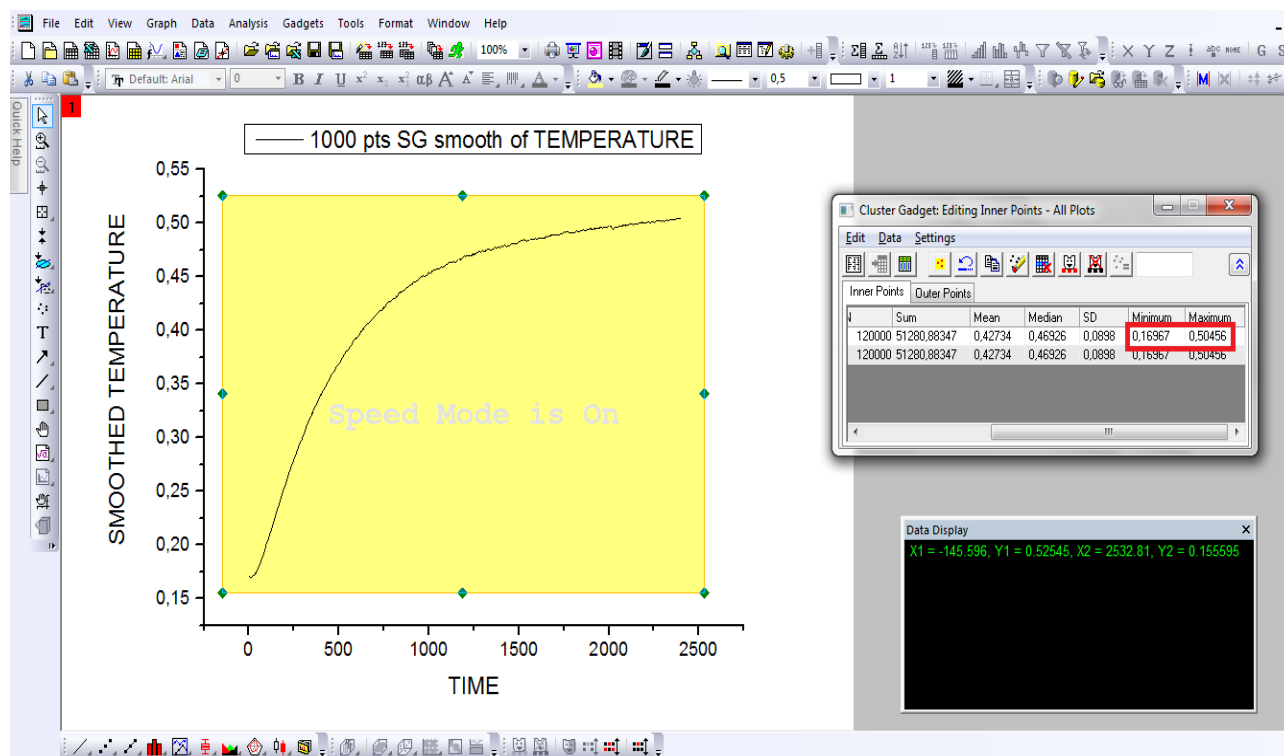 File Edit View Graph Data Analysis Gadgets Tools Format Window Help
100%
Default: Arial 0 B I U x² x₂ αβ A A 0,5 1
X Y Z
Quick Help
1
1000 pts SG smooth of TEMPERATURE
SMOOTHED TEMPERATURE
0,55
0,50
0,45
0,40
0,35
0,30
0,25
0,20
0,15
Speed Mode is On
0 500 1000 1500 2000 2500
TIME
Cluster Gadget: Editing Inner Points - All Plots
Edit Data Settings
Inner Points Outer Points
Sum Mean Median SD Minimum Maximum
120000 51280,88347 0,42734 0,46926 0,0898 0,16967 0,50456
120000 51280,88347 0,42734 0,46926 0,0898 0,16967 0,50456
Data Display
X1 = -145.596, Y1 = 0.52545, X2 = 2532.81, Y2 = 0.155595